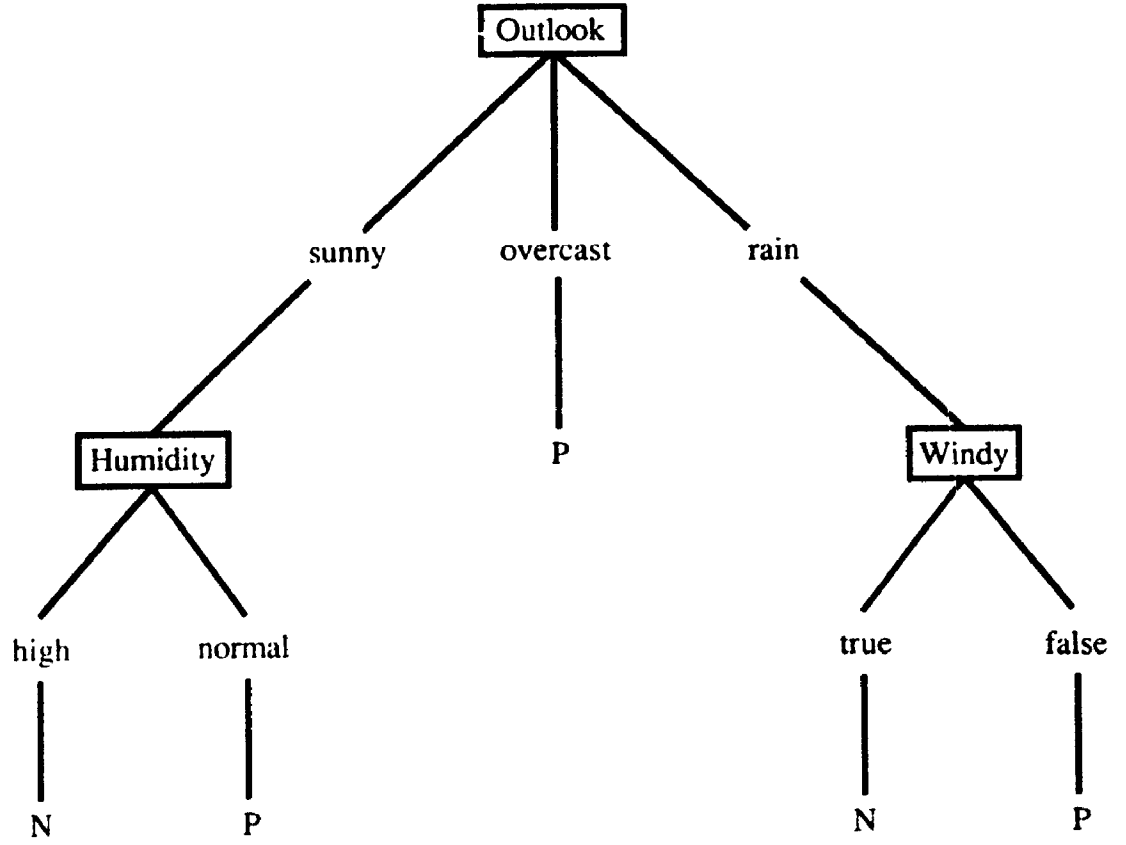 Outlook
sunny overcast rain
Humidity P Windy
high normal true false
N P N P